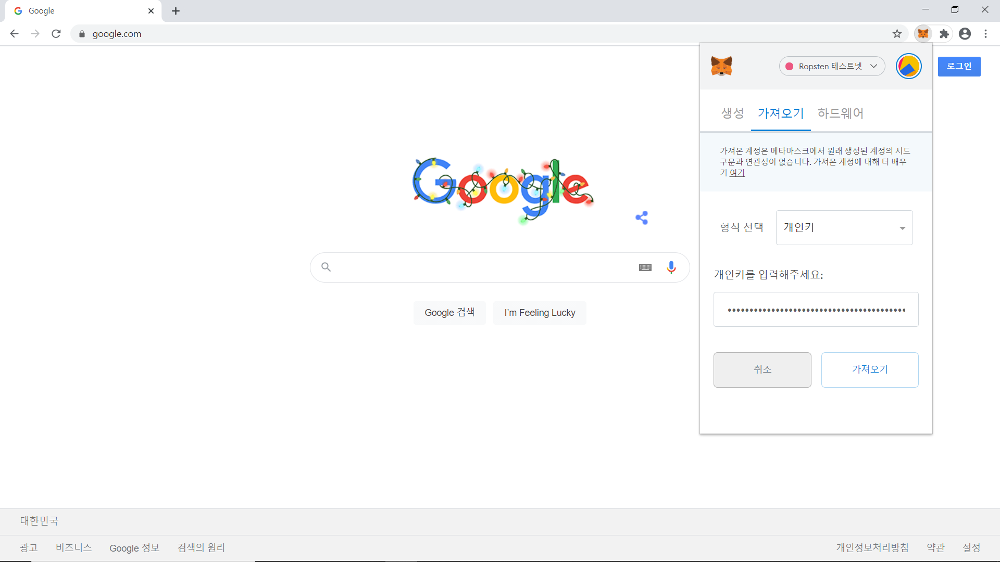 Google
google.com
Ropsten 테스트넷
로그인
생성 가져오기 하드웨어
가져온 계정은 메타마스크에서 원래 생성된 계정의 시드
구문과 연관성이 없습니다. 가져온 계정에 대해 더 배우
기 여기
Google
형식 선택 개인키
개인키를 입력해주세요:
Google 검색 I'm Feeling Lucky
취소 가져오기
대한민국
광고 비즈니스 Google 정보 검색의 원리 개인정보처리방침 약관 설정